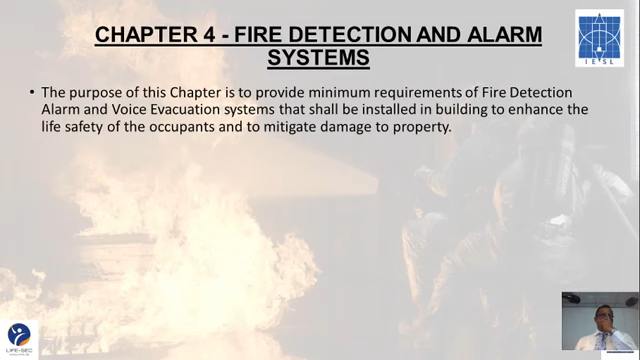 CHAPTER 4 - FIRE DETECTION AND ALARM
SYSTEMS
IESL
• The purpose of this Chapter is to provide minimum requirements of Fire Detection
Alarm and Voice Evacuation systems that shall be installed in building to enhance the
life safety of the occupants and to mitigate damage to property.
LIFE-SEC